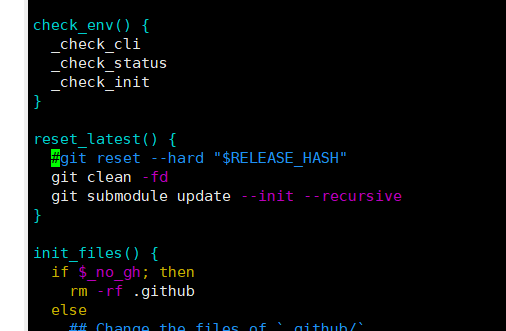 check_env() {
  _check_cli
  _check_status
  _check_init
}
reset_latest() {
  #git reset --hard "$RELEASE_HASH"
  git clean -fd
  git submodule update --init --recursive
}
init_files() {
  if $_no_gh; then
    rm -rf .github
  else
    ## Change the files of `.github/`